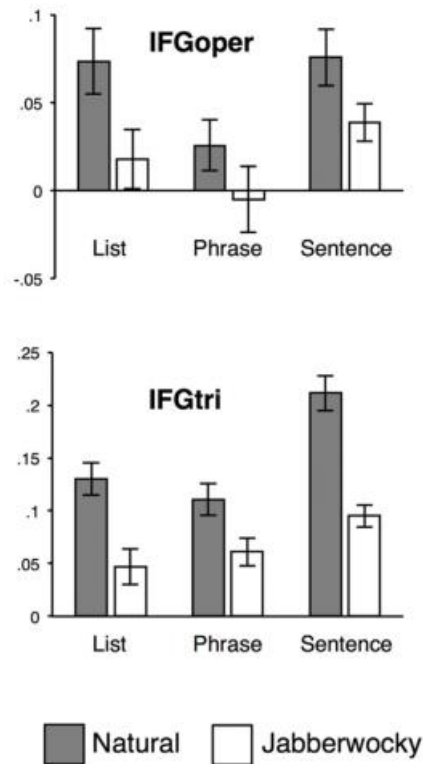 .1
IFGoper
.05
0
List Phrase Sentence
-.05
.25
IFGtri
.2
.15
.1
.05
0
List Phrase Sentence
Natural Jabberwocky